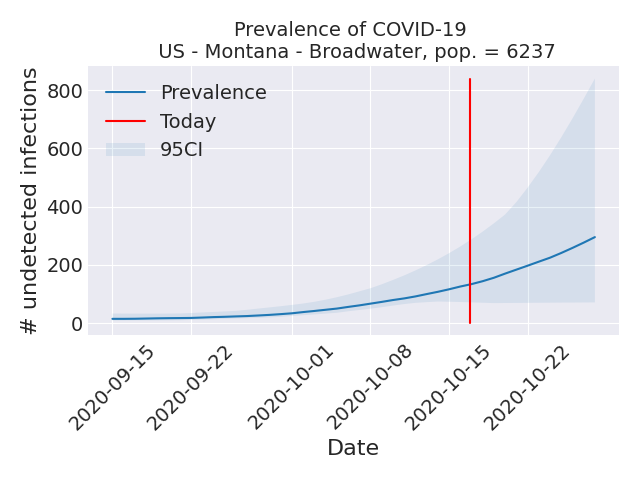 Prevalence of COVID-19
US - Montana - Broadwater, pop. = 6237
# undetected infections
800
600
400
200
0
Prevalence
Today
95CI
2020-09-15
2020-09-22
2020-10-01
2020-10-08
2020-10-15
2020-10-22
Date